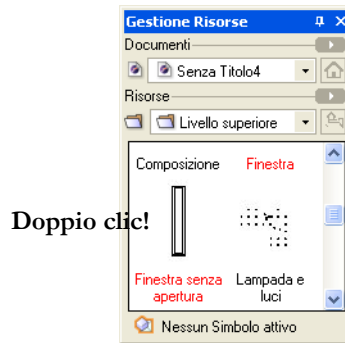 Gestione Risorse
Documenti
Senza Titolo4
Risorse
Livello superiore
Composizione Finestra
Doppio clic!
Finestra senza apertura Lampada e luci
Nessun Simbolo attivo